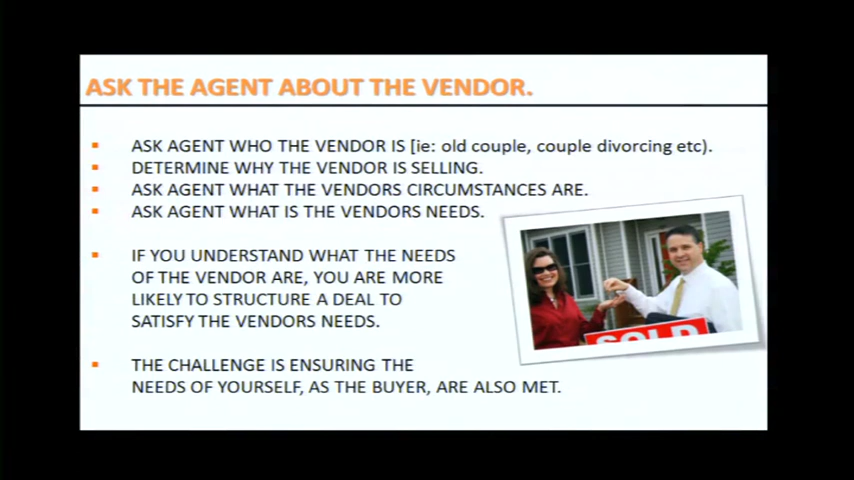 ASK THE AGENT ABOUT THE VENDOR.
▪ ASK AGENT WHO THE VENDOR IS [ie: old couple, couple divorcing etc).
▪ DETERMINE WHY THE VENDOR IS SELLING.
▪ ASK AGENT WHAT THE VENDORS CIRCUMSTANCES ARE.
▪ ASK AGENT WHAT IS THE VENDORS NEEDS.
▪ IF YOU UNDERSTAND WHAT THE NEEDS
OF THE VENDOR ARE, YOU ARE MORE
LIKELY TO STRUCTURE A DEAL TO
SATISFY THE VENDORS NEEDS.
▪ THE CHALLENGE IS ENSURING THE
NEEDS OF YOURSELF, AS THE BUYER, ARE ALSO MET.
SOLD